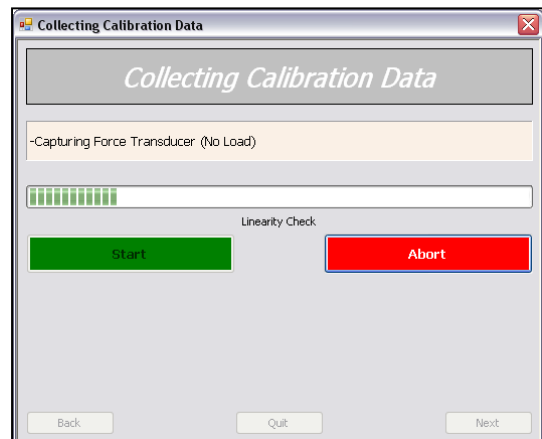 Collecting Calibration Data
Collecting Calibration Data
-Capturing Force Transducer (No Load)
Linearity Check
Start Abort
Back Quit Next